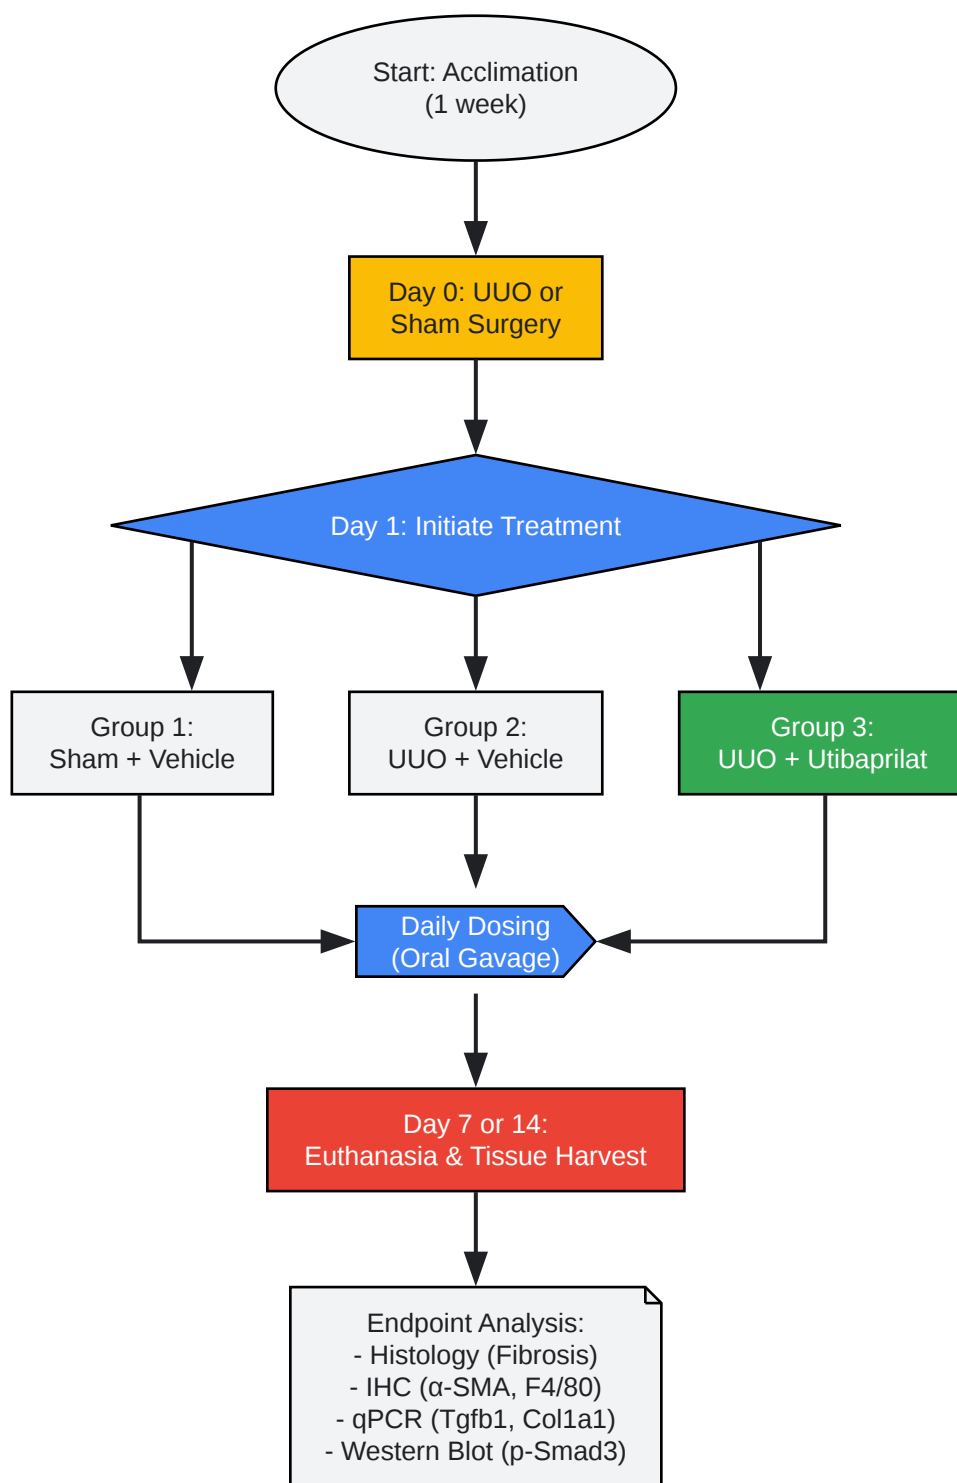 Start: Acclimation
(1 week)
Day 0: UUO or
Sham Surgery
Day 1: Initiate Treatment
Group 1:
Sham + Vehicle
Group 2:
UUO + Vehicle
Group 3:
UUO + Utibaprilat
Daily Dosing
(Oral Gavage)
Day 7 or 14:
Euthanasia & Tissue Harvest
Endpoint Analysis:
- Histology (Fibrosis)
- IHC (α-SMA, F4/80)
- qPCR (Tgfb1, Col1a1)
- Western Blot (p-Smad3)